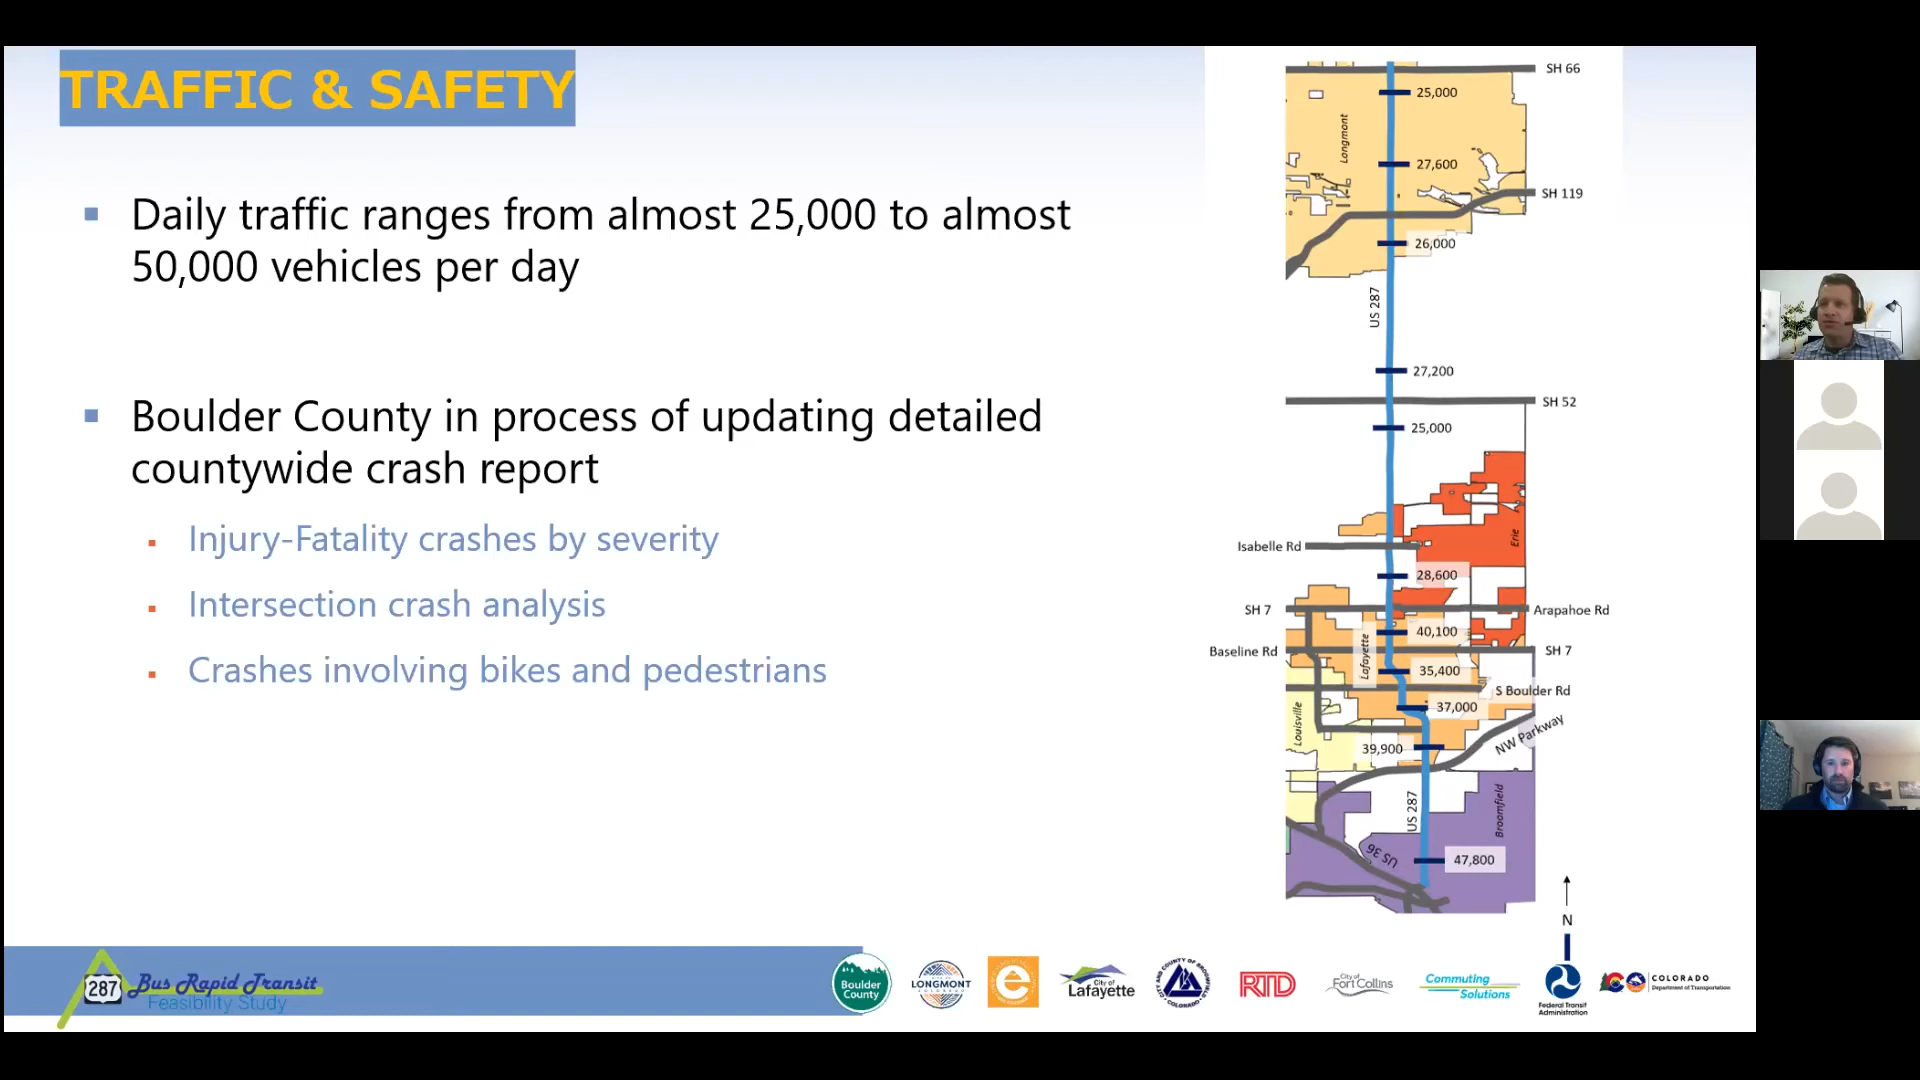 TRAFFIC & SAFETY
Daily traffic ranges from almost 25,000 to almost
50,000 vehicles per day
Boulder County in process of updating detailed
countywide crash report
Injury-Fatality crashes by severity
Intersection crash analysis
Crashes involving bikes and pedestrians
SH 66
25,000
Longmont
27,600
SH 119
26,000
US 287
27,200
SH 52
25,000
Erie
Isabelle Rd
28,600
SH 7
Arapahoe Rd
40,100
Lafayette
Baseline Rd
SH 7
35,400
S Boulder Rd
37,000
Louisville
NW Parkway
39,900
US 287
Broomfield
US 36
47,800
N
287 Bus Rapid Transit
Feasibility Study
Boulder
County
LONGMONT
e
City of
Lafayette
CITY AND COUNTY OF BROOMFIELD
COLORADO
RTD
City of
Fort Collins
Commuting
Solutions
Federal Transit
Administration
COLORADO
Department of Transportation